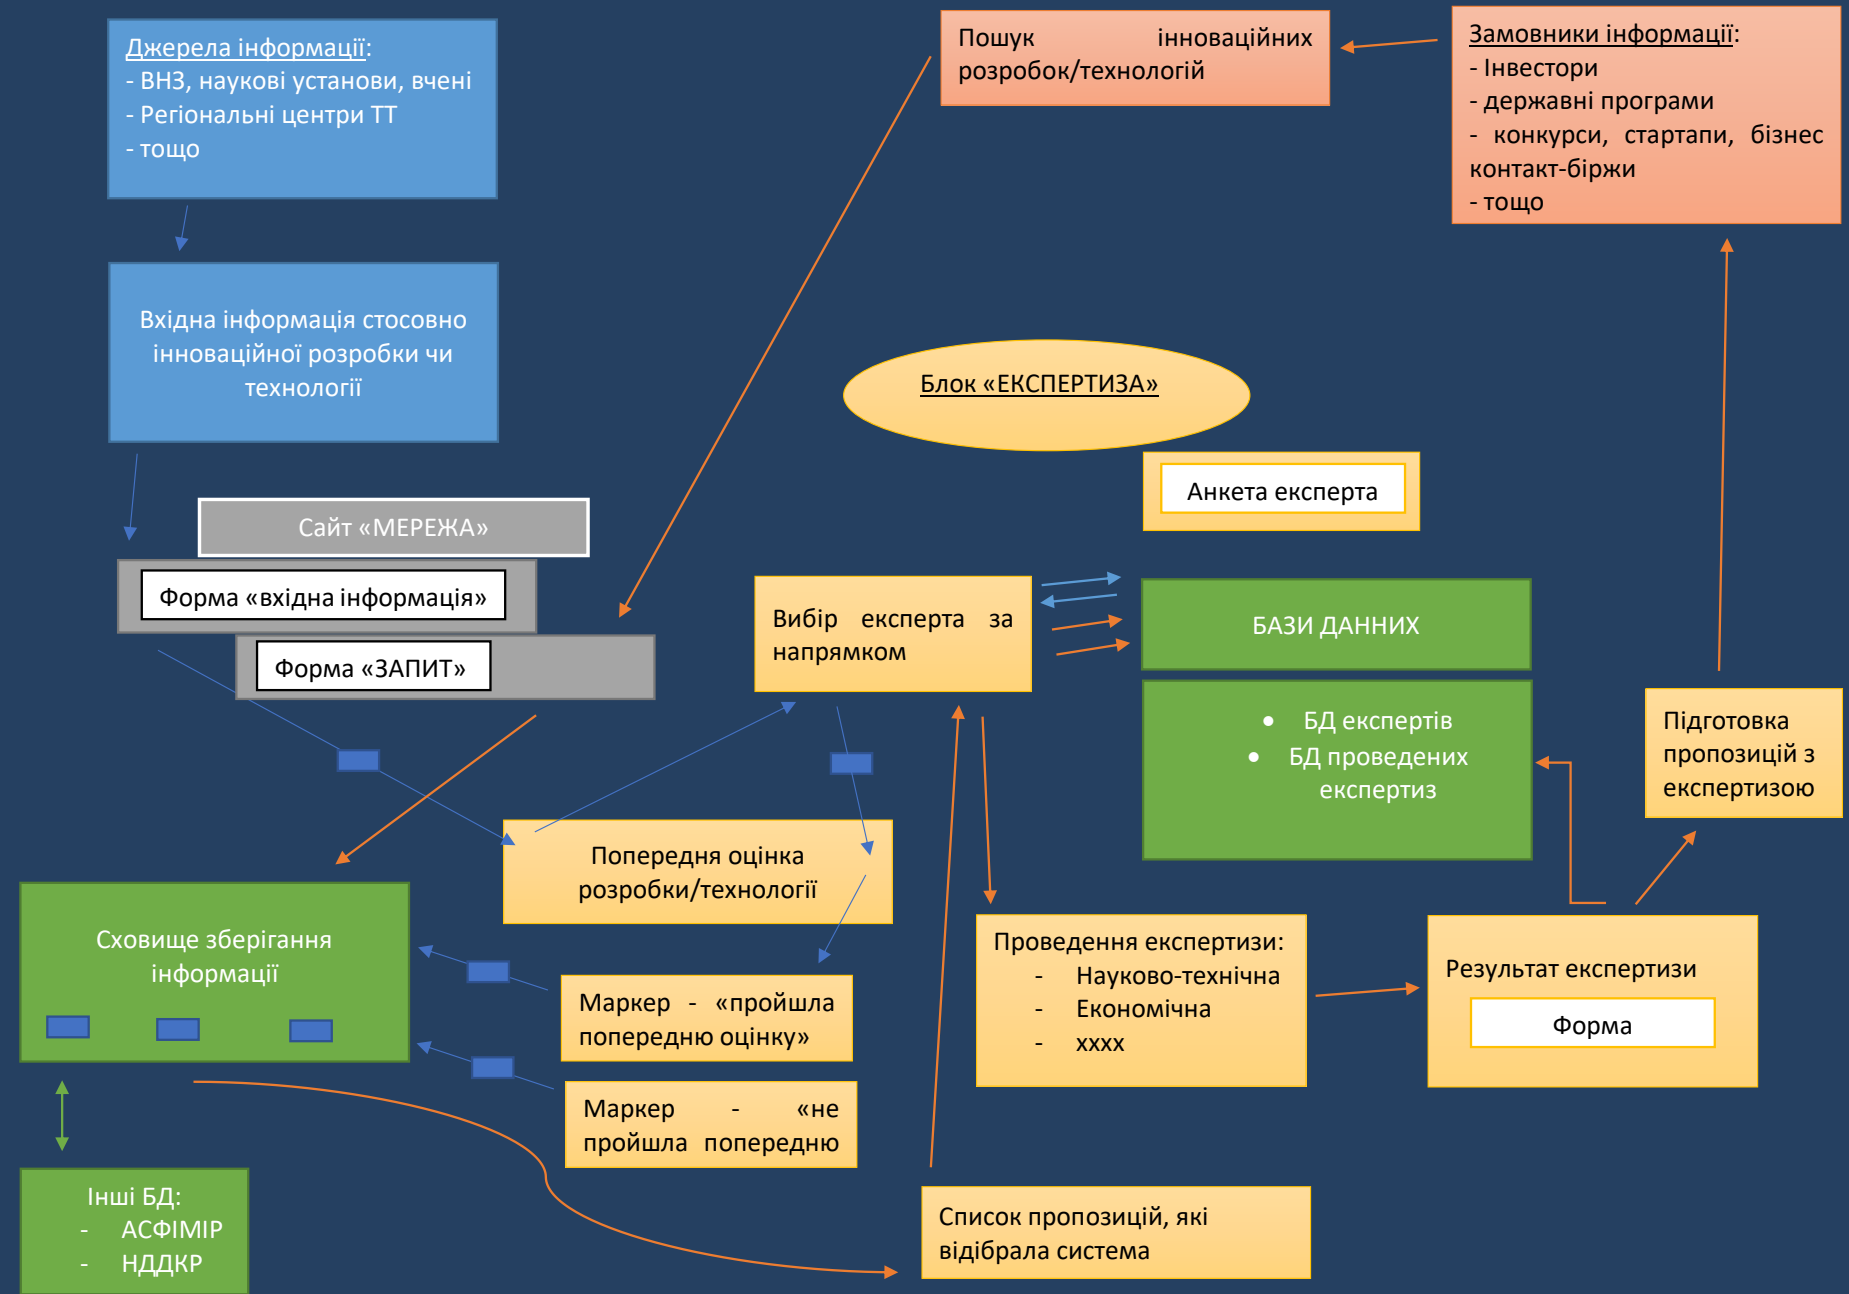 Джерела інформації:
- ВНЗ, наукові установи, вчені
- Регіональні центри ТТ
- тощо
Пошук інноваційних
розробок/технологій
Замовники інформації:
- Інвестори
- державні програми
- конкурси, стартапи, бізнес
контакт-біржи
- тощо
Вхідна інформація стосовно
інноваційної розробки чи
технології
Блок «ЕКСПЕРТИЗА»
Анкета експерта
Сайт «МЕРЕЖА»
Форма «вхідна інформація»
Форма «ЗАПИТ»
Вибір експерта за
напрямком
БАЗИ ДАННИХ
• БД експертів
• БД проведених
експертиз
Підготовка
пропозицій з
експертизою
Попередня оцінка
розробки/технології
Сховище зберігання
інформації
Маркер - «пройшла
попередню оцінку»
Маркер - «не
пройшла попередню
Проведення експертизи:
- Науково-технічна
- Економічна
- хххх
Результат експертизи
Форма
Інші БД:
- АСФІМІР
- НДДКР
Список пропозицій, які
відібрала система